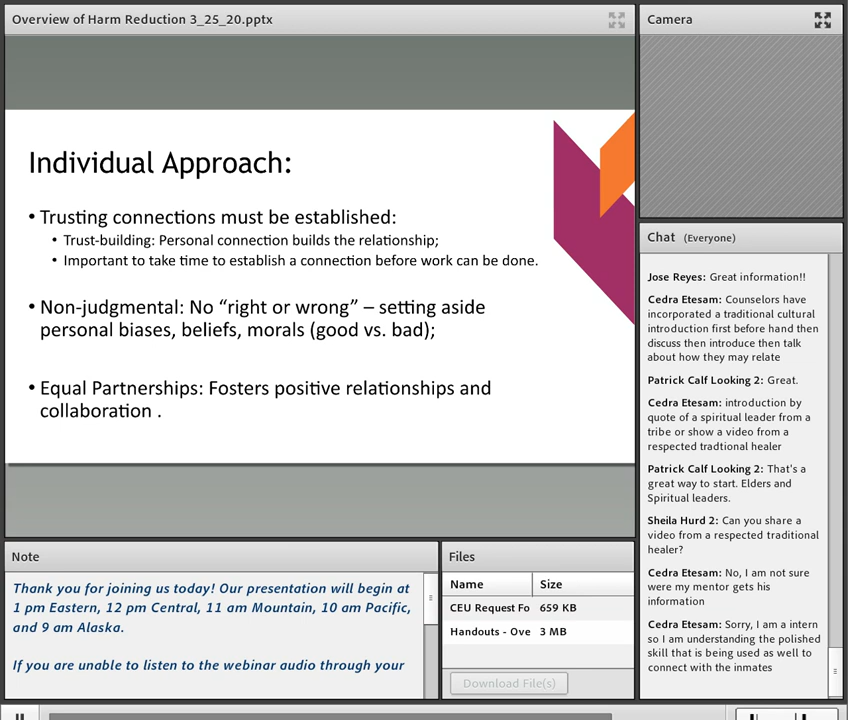 Overview of Harm Reduction 3_25_20.pptx
Individual Approach:
• Trusting connections must be established:
• Trust-building: Personal connection builds the relationship;
• Important to take time to establish a connection before work can be done.
• Non-judgmental: No “right or wrong” – setting aside
personal biases, beliefs, morals (good vs. bad);
• Equal Partnerships: Fosters positive relationships and
collaboration .
Camera
Chat (Everyone)
Jose Reyes: Great information!!
Cedra Etesam: Counselors have
incorporated a traditional cultural
introduction first before hand then
discuss then introduce then talk
about how they may relate
Patrick Calf Looking 2: Great.
Cedra Etesam: introduction by
quote of a spiritual leader from a
tribe or show a video from a
respected tradtional healer
Patrick Calf Looking 2: That's a
great way to start. Elders and
Spiritual leaders.
Sheila Hurd 2: Can you share a
video from a respected traditional
healer?
Cedra Etesam: No, I am not sure
were my mentor gets his
information
Cedra Etesam: Sorry, I am a intern
so I am understanding the polished
skill that is being used as well to
connect with the inmates
Note
Thank you for joining us today! Our presentation will begin at
1 pm Eastern, 12 pm Central, 11 am Mountain, 10 am Pacific,
and 9 am Alaska.
If you are unable to listen to the webinar audio through your
Files
Name Size
CEU Request Fo 659 KB
Handouts - Ove 3 MB
Download File(s)